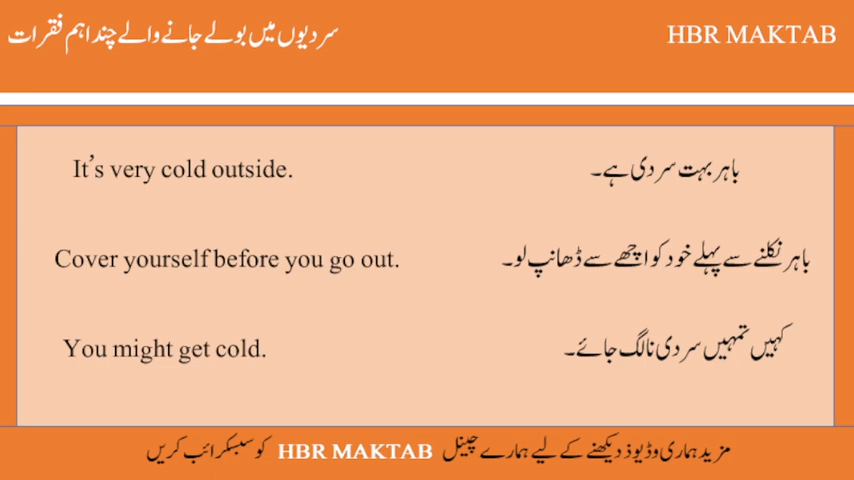 سردیوں میں بولے جانے والے چند اہم فقرات HBR MAKTAB
It's very cold outside. باہر بہت سردی ہے۔
Cover yourself before you go out. باہر نکلنے سے پہلے خود کو اچھے سے ڈھانپ لو۔
You might get cold. کہیں تمہیں سردی نا لگ جائے۔
مزید ہماری وڈیوذ دیکھنے کے لیے ہمارے چینل HBR MAKTAB کو سبسکرائب کریں